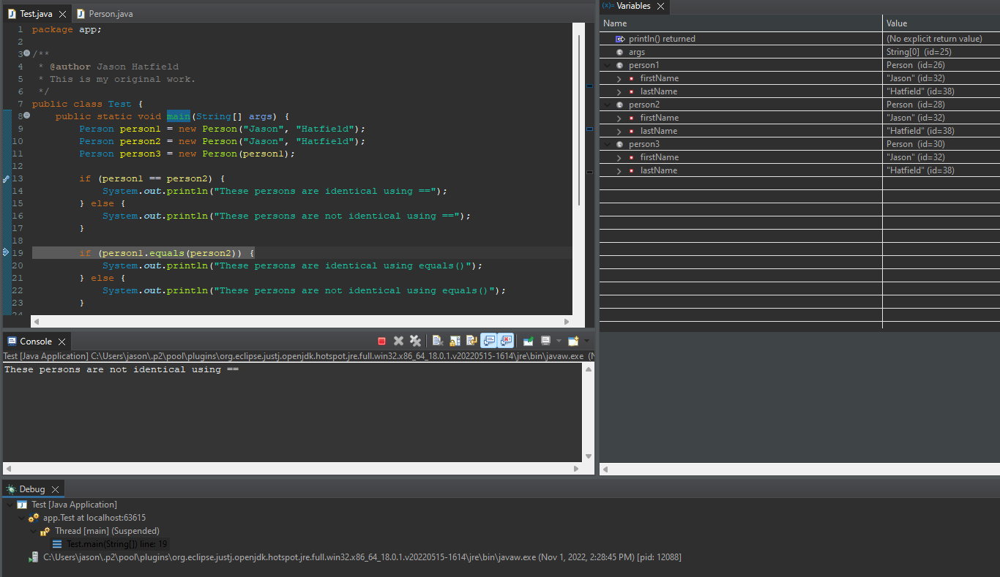 Test.java
Person.java
1 package app;
2
3 /**
4 * @author Jason Hatfield
5 * This is my original work.
6 */
7 public class Test {
8 public static void main(String[] args) {
9 Person person1 = new Person("Jason", "Hatfield");
10 Person person2 = new Person("Jason", "Hatfield");
11 Person person3 = new Person(person1);
12
13 if (person1 == person2) {
14 System.out.println("These persons are identical using ==");
15 } else {
16 System.out.println("These persons are not identical using ==");
17 }
18
19 if (person1.equals(person2)) {
20 System.out.println("These persons are identical using equals()");
21 } else {
22 System.out.println("These persons are not identical using equals()");
23 }
24
(x)= Variables
Name Value
println() returned (No explicit return value)
args String[0] (id=25)
person1 Person (id=26)
firstName "Jason" (id=32)
lastName "Hatfield" (id=38)
person2 Person (id=28)
firstName "Jason" (id=32)
lastName "Hatfield" (id=38)
person3 Person (id=30)
firstName "Jason" (id=32)
lastName "Hatfield" (id=38)
Console
Test [Java Application] C:\Users\jason\.p2\pool\plugins\org.eclipse.justj.openjdk.hotspot.jre.full.win32.x86_64_18.0.1.v20220515-1614\jre\bin\javaw.exe (N
These persons are not identical using ==
Debug
Test [Java Application]
app.Test at localhost:63615
Thread [main] (Suspended)
Test.main(String[]) line: 19
C:\Users\jason\.p2\pool\plugins\org.eclipse.justj.openjdk.hotspot.jre.full.win32.x86_64_18.0.1.v20220515-1614\jre\bin\javaw.exe (Nov 1, 2022, 2:28:45 PM) [pid: 12088]